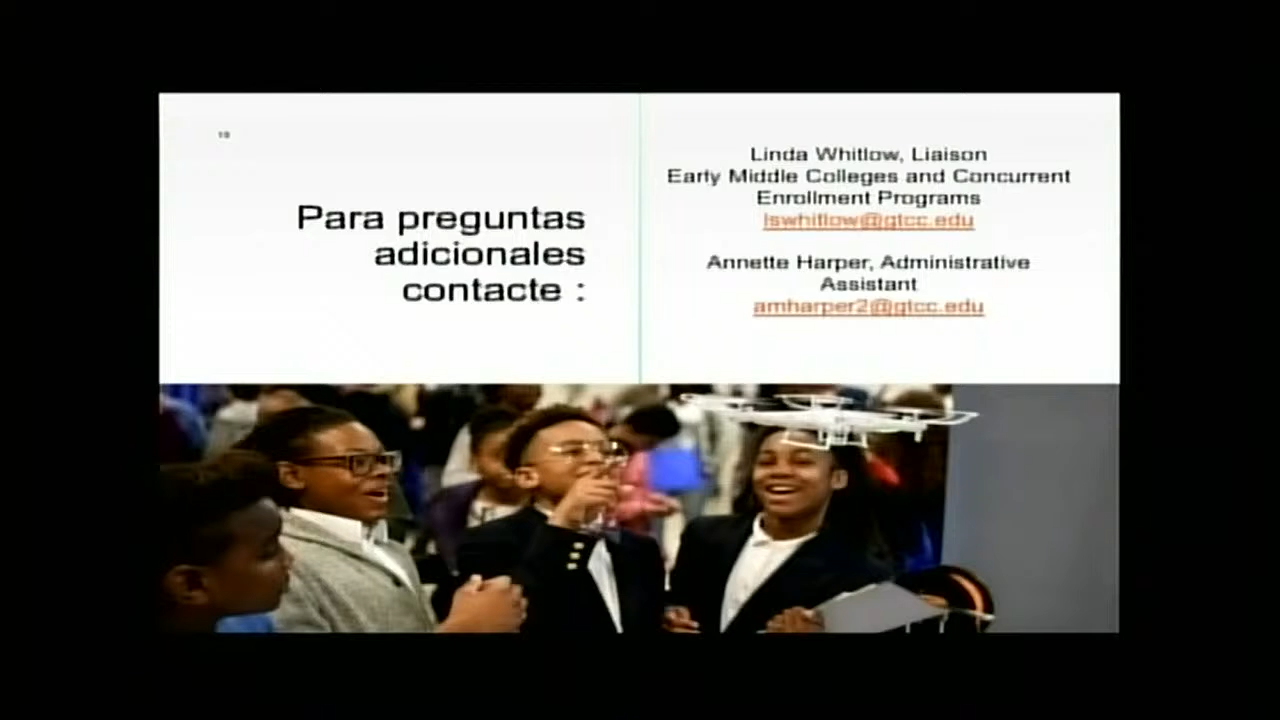 19
Para preguntas
adicionales
contacte :
Linda Whitlow, Liaison
Early Middle Colleges and Concurrent
Enrollment Programs
lswhitlow@gtcc.edu
Annette Harper, Administrative
Assistant
amharper2@gtcc.edu